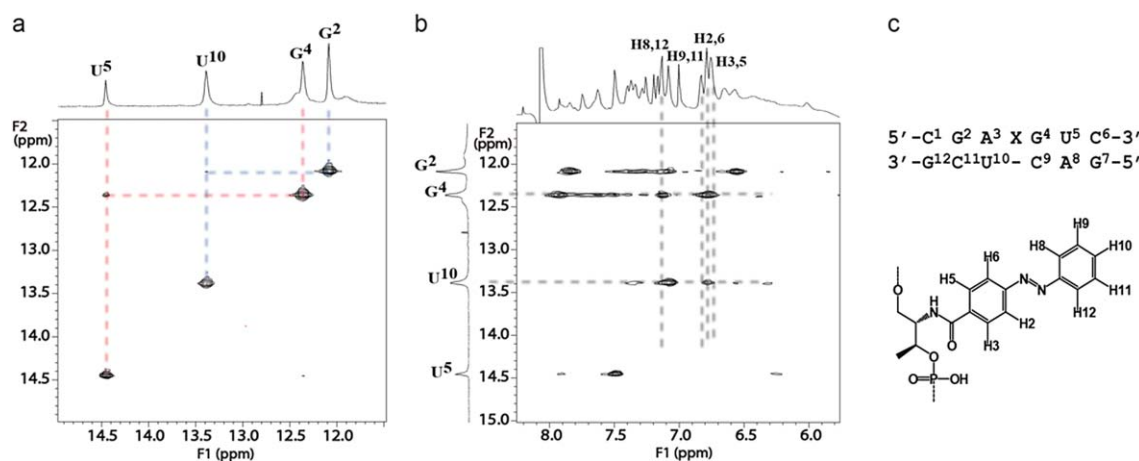 a
U⁵ U¹⁰ G⁴ G²
F2
(ppm)
12.0
12.5
13.0
13.5
14.0
14.5
14.5 14.0 13.5 13.0 12.5 12.0
F1 (ppm)
b
H8,12
H9,11
H2,6
H3,5
F2
(ppm)
G² 12.0
G⁴ 12.5
13.0
U¹⁰ 13.5
14.0
U⁵ 14.5
15.0
8.0 7.5 7.0 6.5 6.0
F1 (ppm)
c
5′-C¹ G² A³ X G⁴ U⁵ C⁶-3′
3′-G¹²C¹¹U¹⁰- C⁹ A⁸ G⁷-5′
H9
H8 H10
H6
H5 H11
N N
O H H12
N H2
O H3
O
O=P-OH